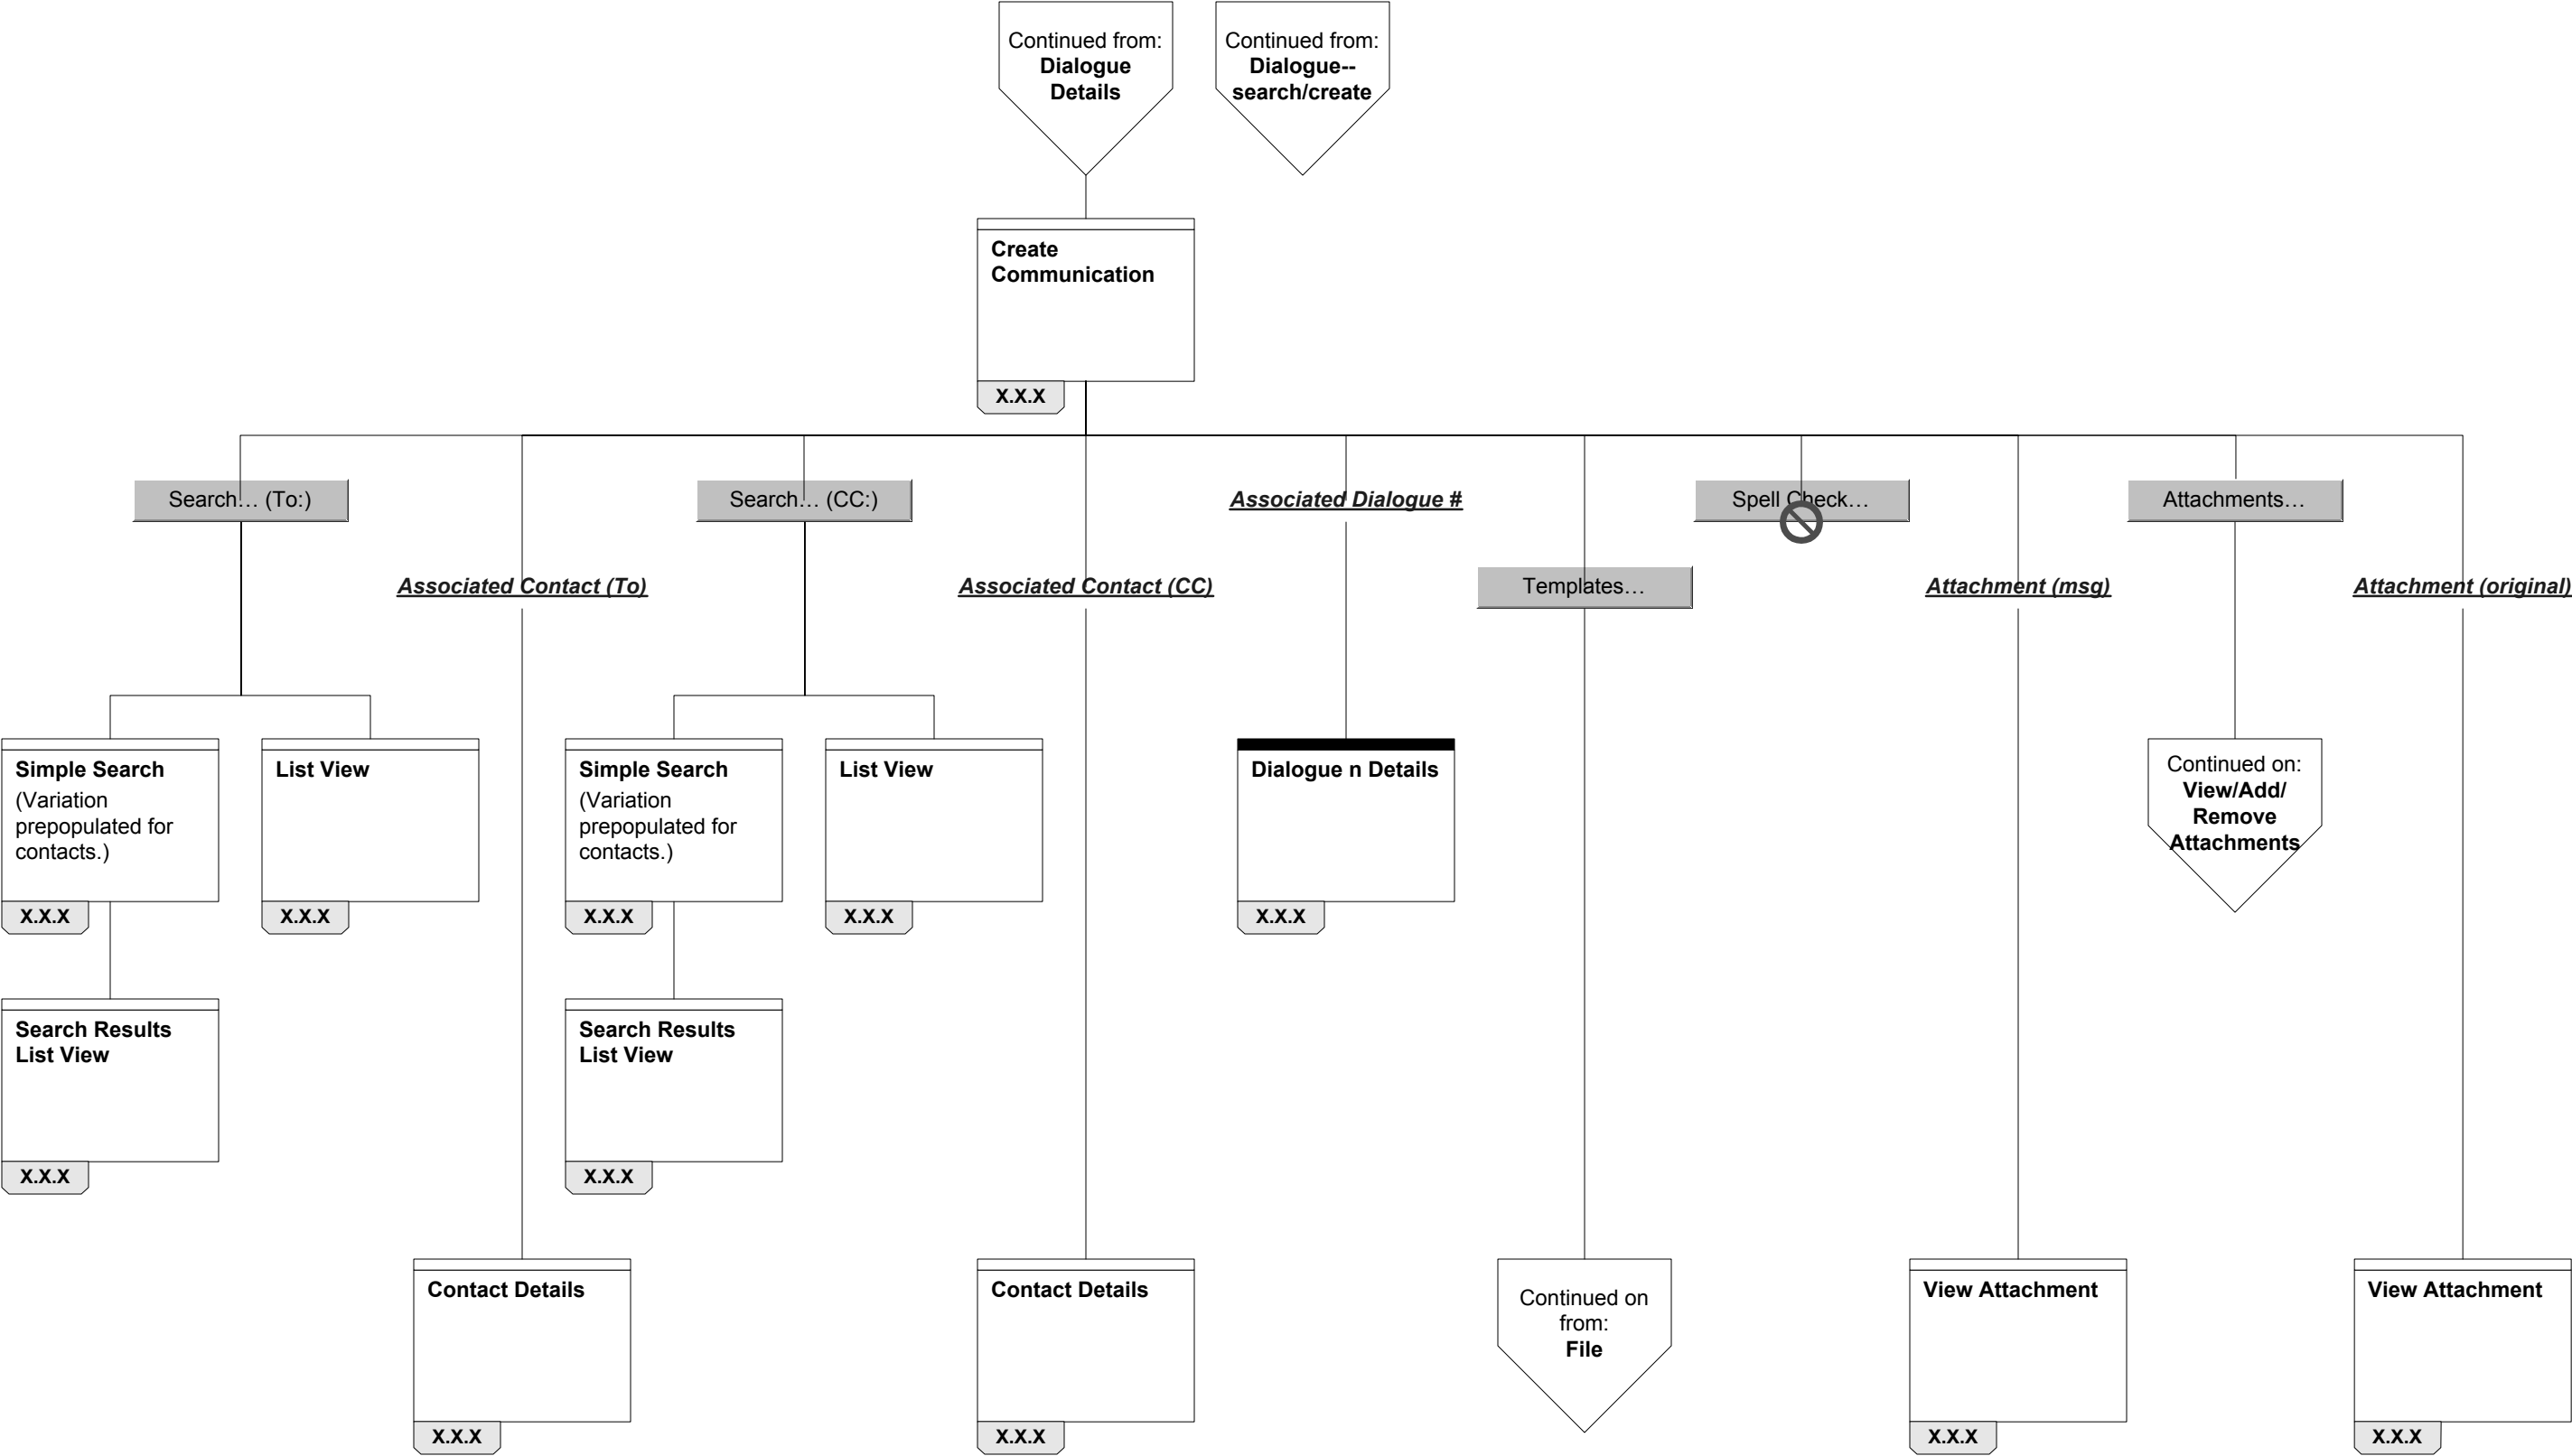 Continued from:
Dialogue
Details
Continued from:
Dialogue--
search/create
Create
Communication
X.X.X
Search… (To:)
Search… (CC:)
Associated Dialogue #
Spell Check…
Attachments…
Associated Contact (To)
Associated Contact (CC)
Templates…
Attachment (msg)
Attachment (original)
Simple Search
(Variation
prepopulated for
contacts.)
X.X.X
List View
X.X.X
Simple Search
(Variation
prepopulated for
contacts.)
X.X.X
List View
X.X.X
Dialogue n Details
X.X.X
Continued on:
View/Add/
Remove
Attachments
Search Results
List View
X.X.X
Search Results
List View
X.X.X
Contact Details
X.X.X
Contact Details
X.X.X
Continued on
from:
File
View Attachment
X.X.X
View Attachment
X.X.X